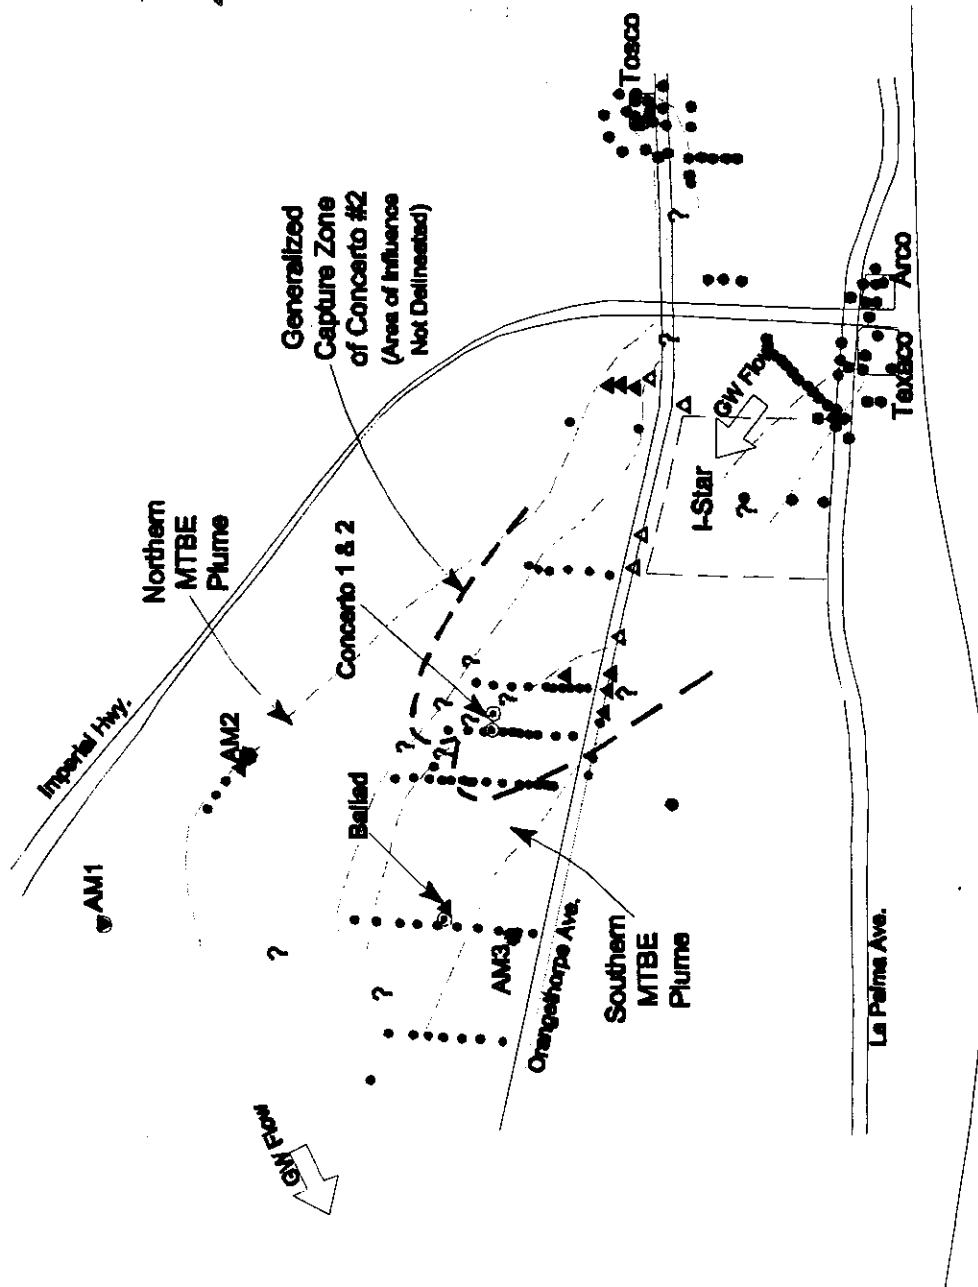 Imperial Hwy.
AM1
AM2
Northern
MTBE
Plume
Generalized
Capture Zone
of Concerto #2
(Area of Influence
Not Delineated)
Tosco
Concerto 1 & 2
Ballad
AM3
Orangethorpe Ave.
Southern
MTBE
Plume
I-Star
GW Flow
GW Flow
Texaco
Arco
La Palma Ave.
?
?
?
?
?
?
?
?
?
?
?
?